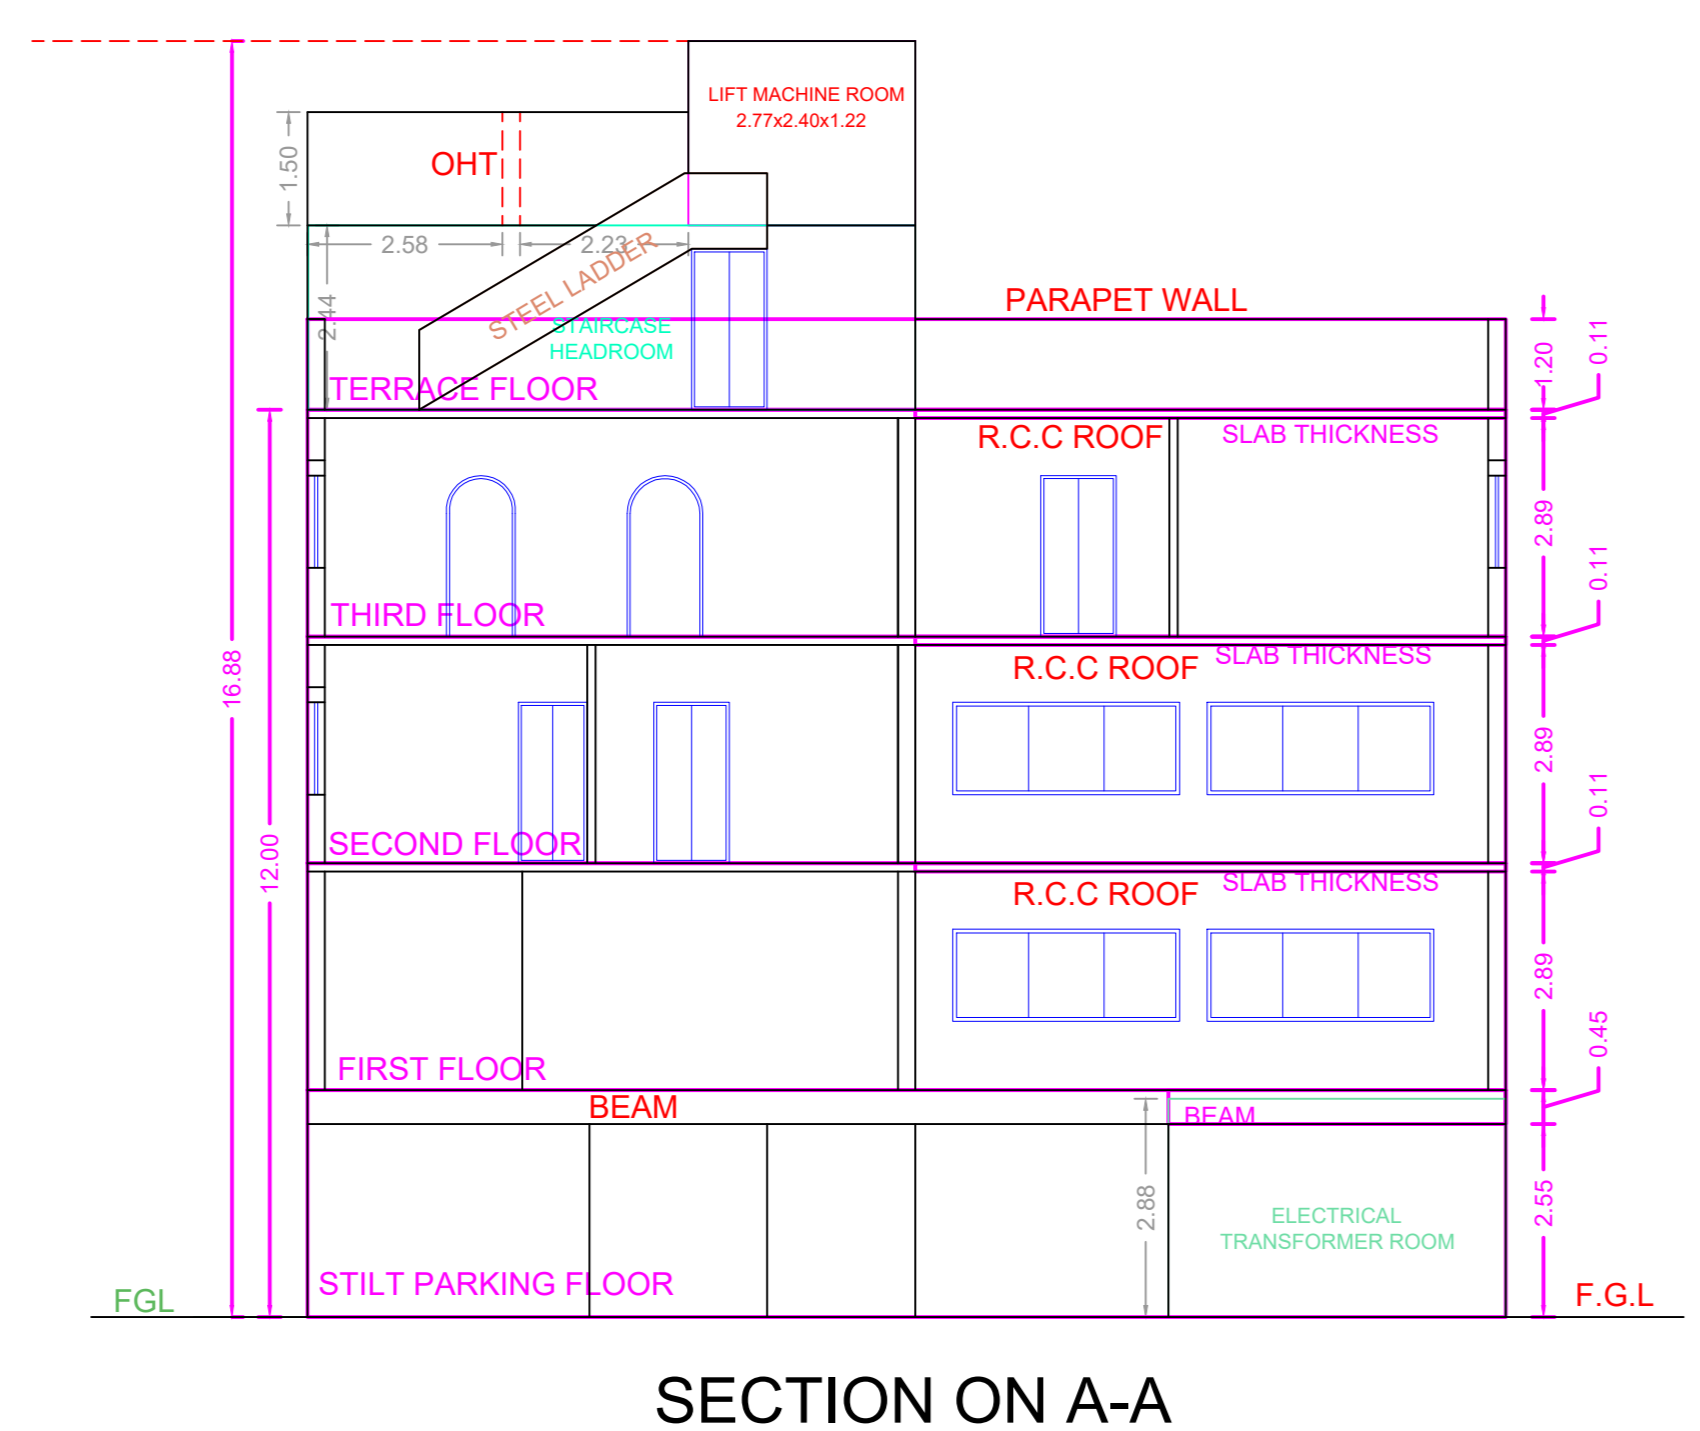 LIFT MACHINE ROOM
2.77x2.40x1.22
1.50
OHT
2.58
2.23
STEEL LADDER
2.44
STAIRCASE
HEADROOM
PARAPET WALL
1.20
0.11
TERRACE FLOOR
R.C.C ROOF
SLAB THICKNESS
2.89
0.11
THIRD FLOOR
16.88
R.C.C ROOF
SLAB THICKNESS
2.89
0.11
12.00
SECOND FLOOR
R.C.C ROOF
SLAB THICKNESS
2.89
0.45
FIRST FLOOR
BEAM
BEAM
2.88
2.55
ELECTRICAL
TRANSFORMER ROOM
STILT PARKING FLOOR
FGL
F.G.L
SECTION ON A-A